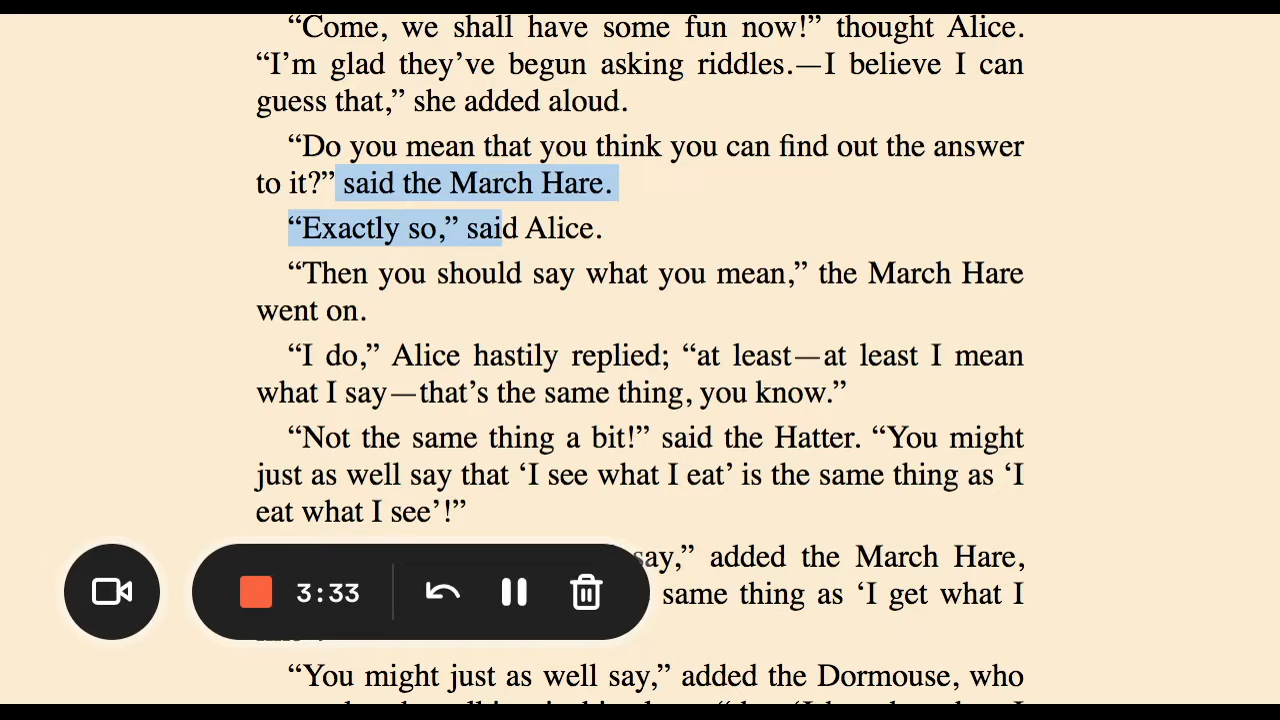 “Come, we shall have some fun now!” thought Alice.
“I’m glad they’ve begun asking riddles.—I believe I can
guess that,” she added aloud.
“Do you mean that you think you can find out the answer
to it?” said the March Hare.
“Exactly so,” said Alice.
“Then you should say what you mean,” the March Hare
went on.
“I do,” Alice hastily replied; “at least—at least I mean
what I say—that’s the same thing, you know.”
“Not the same thing a bit!” said the Hatter. “You might
just as well say that ‘I see what I eat’ is the same thing as ‘I
eat what I see’!”
say,” added the March Hare,
same thing as ‘I get what I
3:33
“You might just as well say,” added the Dormouse, who